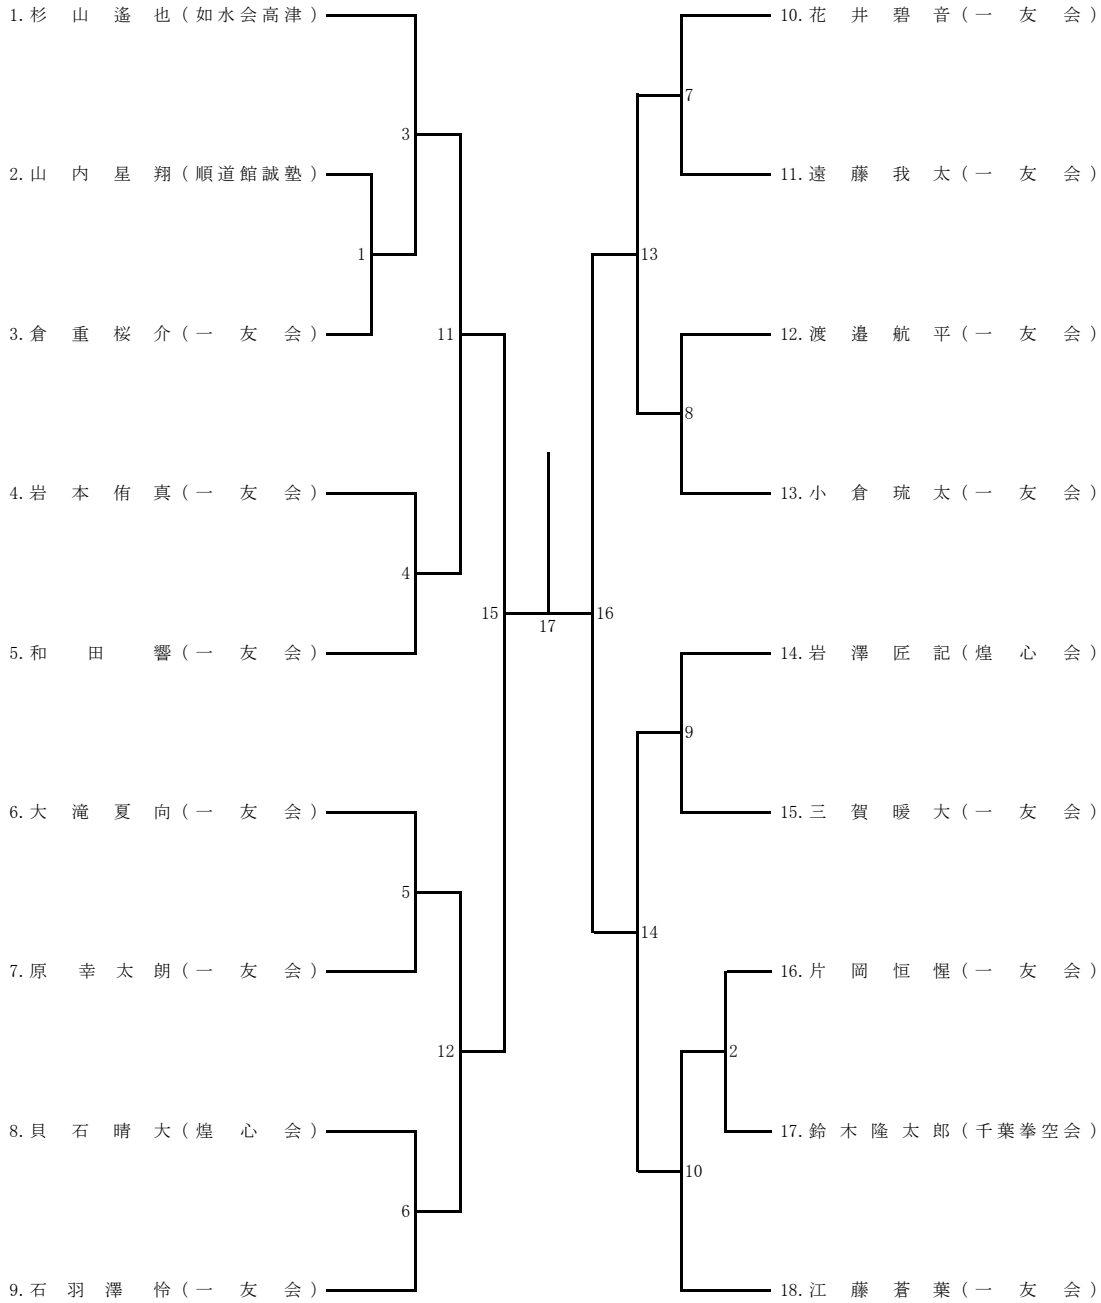 1. 杉山遙也（如水会高津）
3
2. 山内星翔（順道館誠塾）
1
3. 倉重桜介（一友会）
11
4. 岩本侑真（一友会）
4
15
5. 和田響（一友会）
6. 大滝夏向（一友会）
5
7. 原幸太朗（一友会）
12
8. 貝石晴大（煌心会）
6
9. 石羽澤怜（一友会）
17
10. 花井碧音（一友会）
7
11. 遠藤我太（一友会）
13
12. 渡邉航平（一友会）
8
13. 小倉琉太（一友会）
16
14. 岩澤匠記（煌心会）
9
15. 三賀暖大（一友会）
14
16. 片岡恒惺（一友会）
2
17. 鈴木隆太郎（千葉拳空会）
10
18. 江藤蒼葉（一友会）